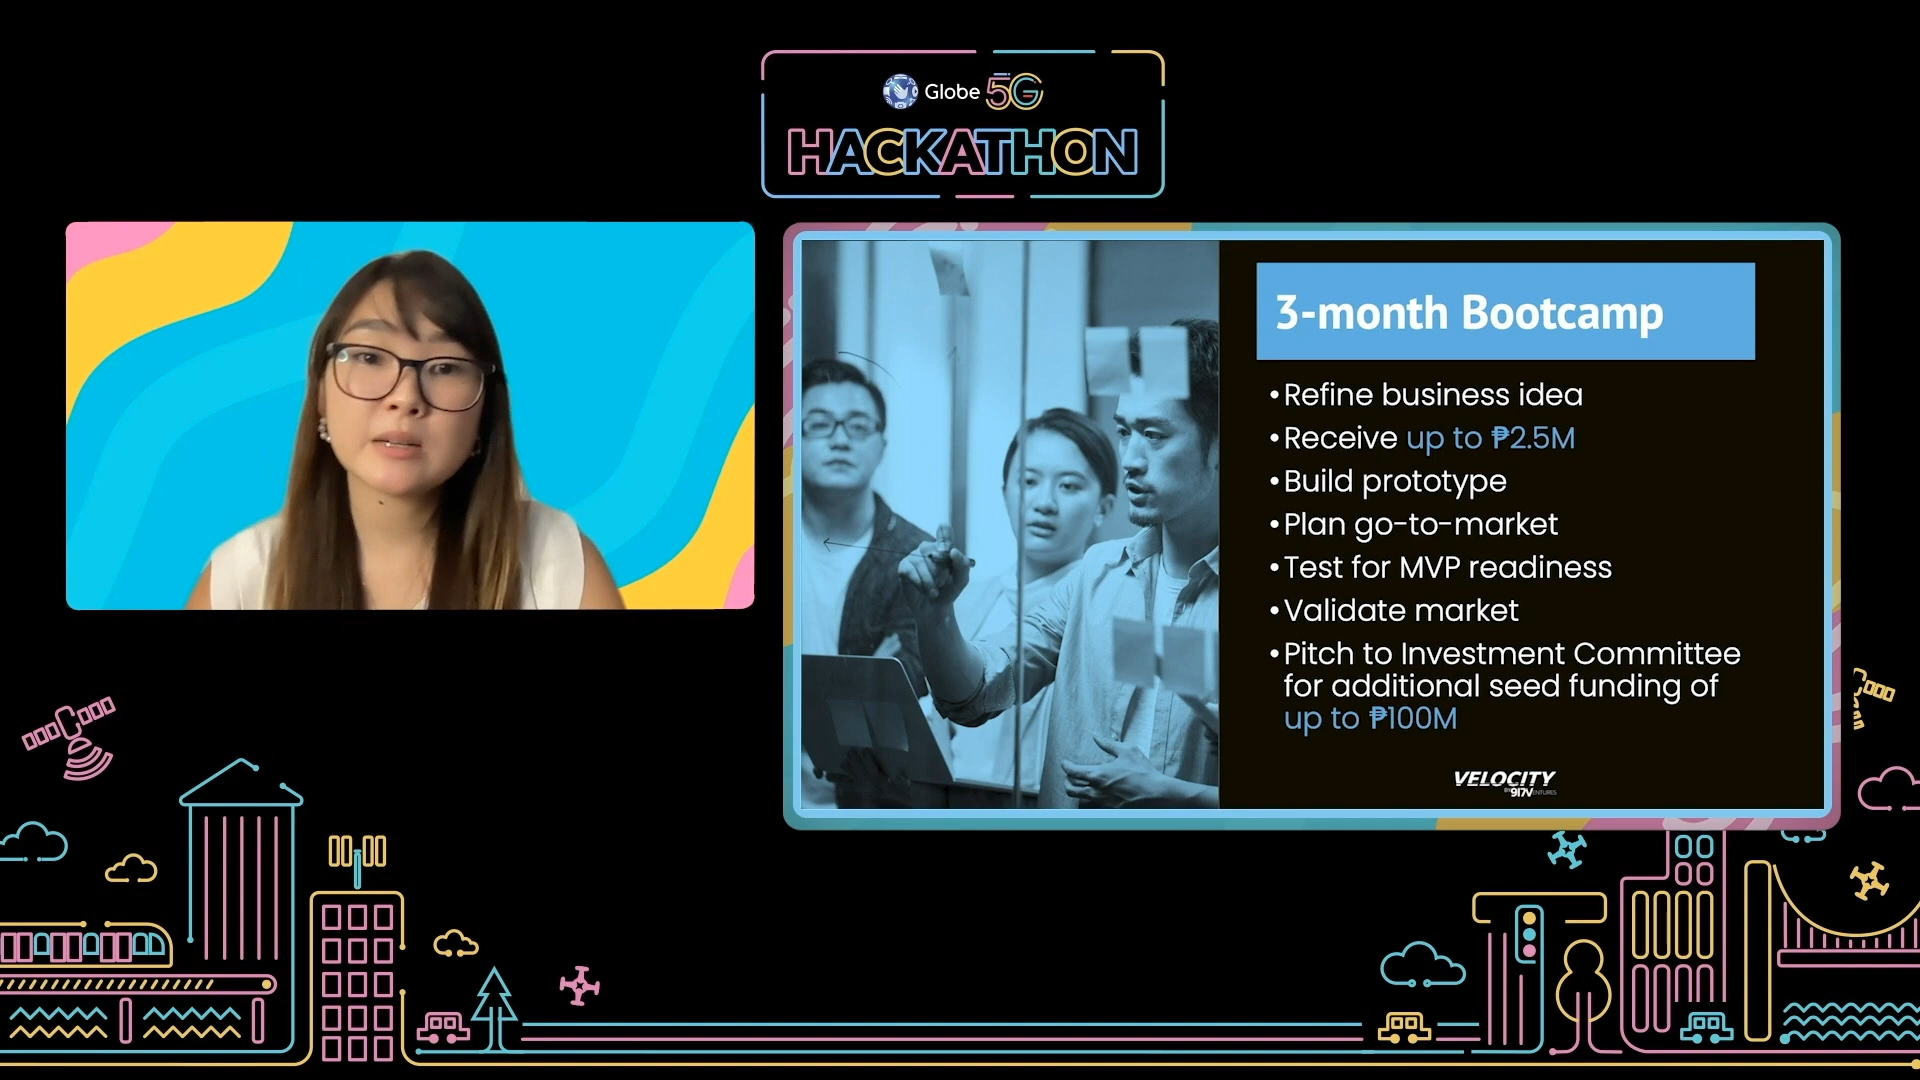 Globe 5G
HACKATHON
3-month Bootcamp
•Refine business idea
•Receive up to ₱2.5M
•Build prototype
•Plan go-to-market
•Test for MVP readiness
•Validate market
•Pitch to Investment Committee
for additional seed funding of
up to ₱100M
VELOCITY
BY 917VENTURES